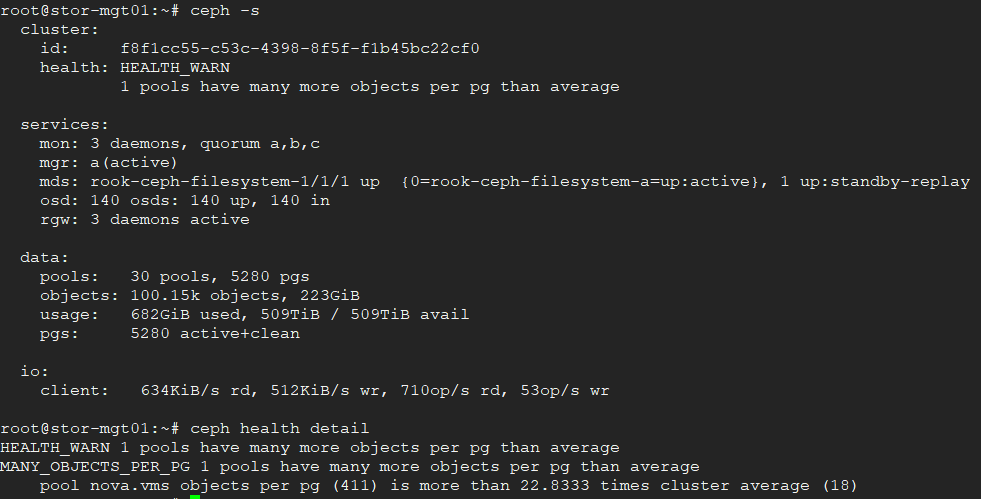 root@stor-mgt01:~# ceph -s
  cluster:
    id:     f8f1cc55-c53c-4398-8f5f-f1b45bc22cf0
    health: HEALTH_WARN
            1 pools have many more objects per pg than average

  services:
    mon: 3 daemons, quorum a,b,c
    mgr: a(active)
    mds: rook-ceph-filesystem-1/1/1 up  {0=rook-ceph-filesystem-a=up:active}, 1 up:standby-replay
    osd: 140 osds: 140 up, 140 in
    rgw: 3 daemons active

  data:
    pools:   30 pools, 5280 pgs
    objects: 100.15k objects, 223GiB
    usage:   682GiB used, 509TiB / 509TiB avail
    pgs:     5280 active+clean

  io:
    client:   634KiB/s rd, 512KiB/s wr, 710op/s rd, 53op/s wr

root@stor-mgt01:~# ceph health detail
HEALTH_WARN 1 pools have many more objects per pg than average
MANY_OBJECTS_PER_PG 1 pools have many more objects per pg than average
    pool nova.vms objects per pg (411) is more than 22.8333 times cluster average (18)